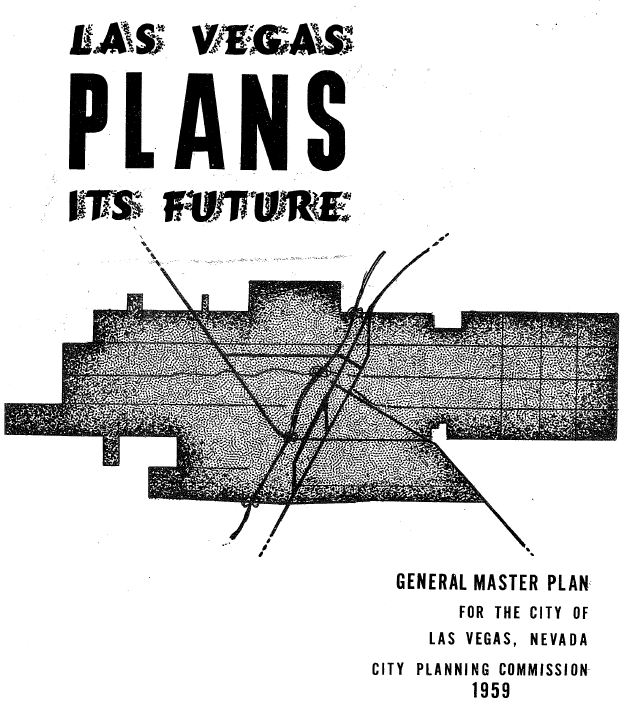 LAS VEGAS
PLANS
ITS FUTURE
GENERAL MASTER PLAN
FOR THE CITY OF
LAS VEGAS, NEVADA
CITY PLANNING COMMISSION
1959